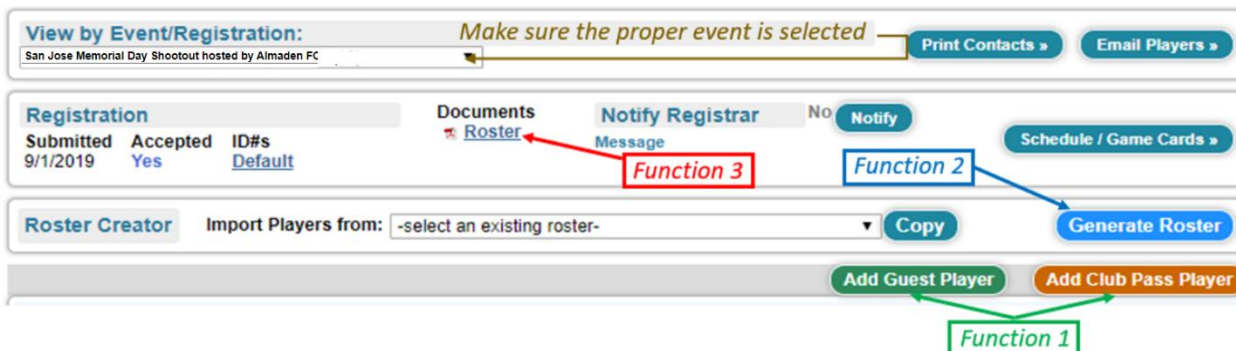 View by Event/Registration:
Make sure the proper event is selected
San Jose Memorial Day Shootout hosted by Almaden FC
Print Contacts »
Email Players »
Registration
Documents
Notify Registrar
No
Notify
Submitted Accepted ID#s
Roster
Message
Schedule / Game Cards »
9/1/2019 Yes Default
Function 3
Function 2
Roster Creator
Import Players from:
-select an existing roster-
Copy
Generate Roster
Add Guest Player
Add Club Pass Player
Function 1